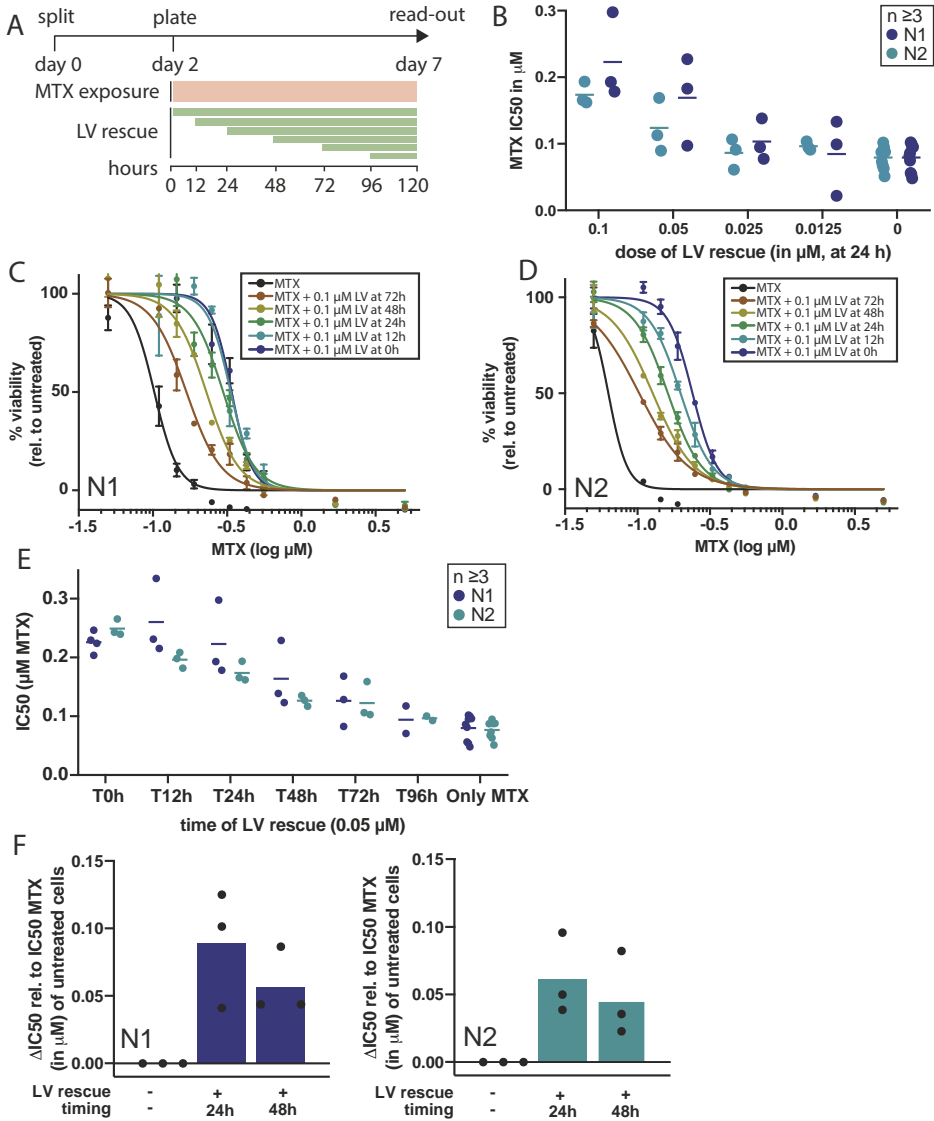 A
split
plate
read-out
day 0
day 2
day 7
MTX exposure
LV rescue
hours
0 12 24 48 72 96 120
B
MTX IC50 in µM
0.3
0.2
0.1
0.0
n ≥3
N1
N2
0.1 0.05 0.025 0.0125 0
dose of LV rescue (in µM, at 24 h)
C
% viability
(rel. to untreated)
100
50
0
MTX
MTX + 0.1 µM LV at 72h
MTX + 0.1 µM LV at 48h
MTX + 0.1 µM LV at 24h
MTX + 0.1 µM LV at 12h
MTX + 0.1 µM LV at 0h
N1
-1.5 -1.0 -0.5 0.0 0.5
MTX (log µM)
D
% viability
(rel. to untreated)
100
50
0
MTX
MTX + 0.1 µM LV at 72h
MTX + 0.1 µM LV at 48h
MTX + 0.1 µM LV at 24h
MTX + 0.1 µM LV at 12h
MTX + 0.1 µM LV at 0h
N2
-1.5 -1.0 -0.5 0.0 0.5
MTX (log µM)
E
IC50 (µM MTX)
0.3
0.2
0.1
0.0
n ≥3
N1
N2
T0h T12h T24h T48h T72h T96h Only MTX
time of LV rescue (0.05 µM)
F
ΔIC50 rel. to IC50 MTX
(in µM) of untreated cells
0.15
0.10
0.05
0.00
N1
LV rescue - + +
timing - 24h 48h
ΔIC50 rel. to IC50 MTX
(in µM) of untreated cells
0.15
0.10
0.05
0.00
N2
LV rescue - + +
timing - 24h 48h